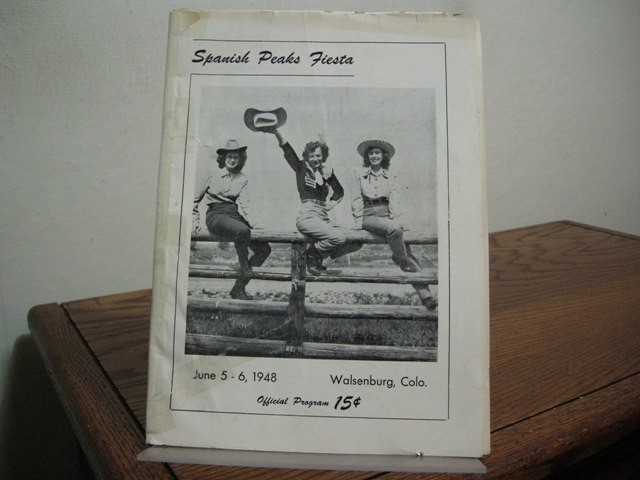 Spanish Peaks Fiesta
June 5 - 6, 1948 Walsenburg, Colo.
Official Program 15¢